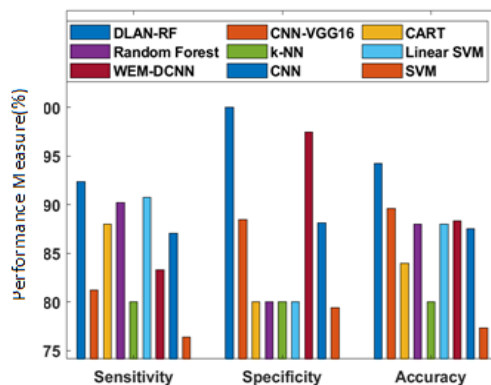 DLAN-RF CNN-VGG16 CART
Random Forest k-NN Linear SVM
WEM-DCNN CNN SVM
Performance Measure(%)
00
95
90
85
80
75
Sensitivity Specificity Accuracy